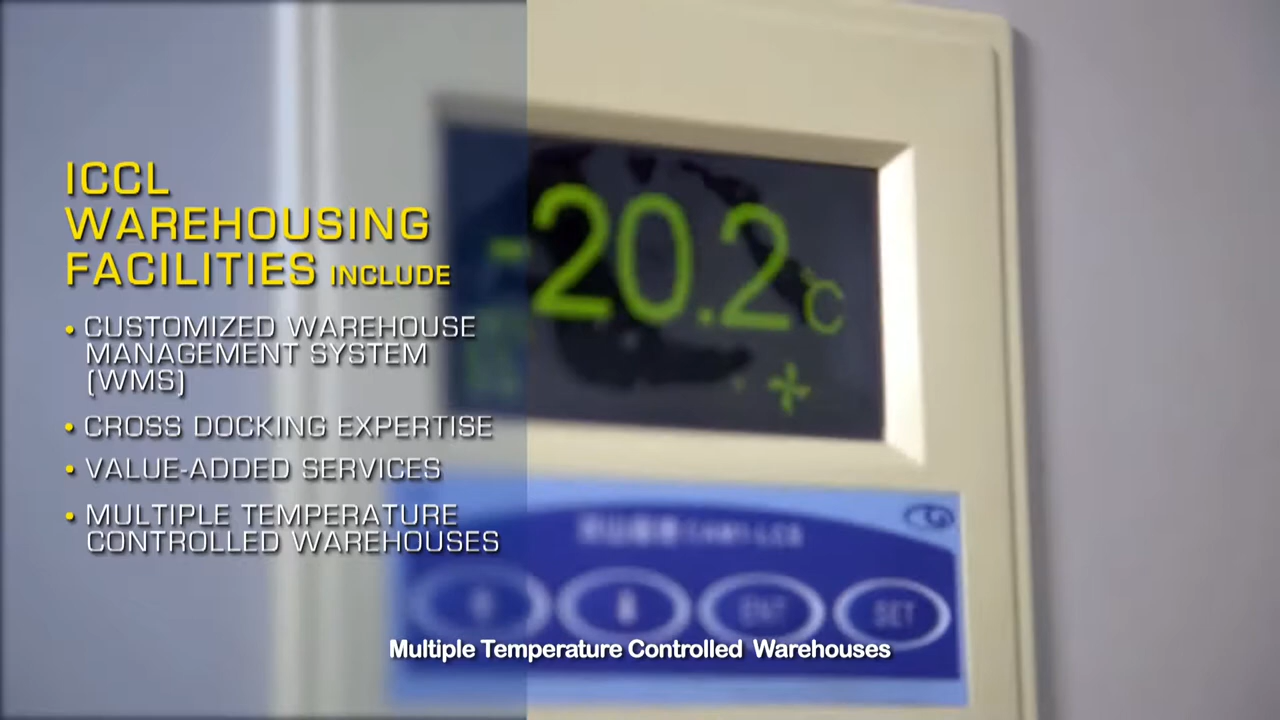 ICCL
WAREHOUSING
FACILITIES INCLUDE
• CUSTOMIZED WAREHOUSE
MANAGEMENT SYSTEM
(WMS)
• CROSS DOCKING EXPERTISE
• VALUE-ADDED SERVICES
• MULTIPLE TEMPERATURE
CONTROLLED WAREHOUSES
-20.2°C
ENT SET
Multiple Temperature Controlled Warehouses